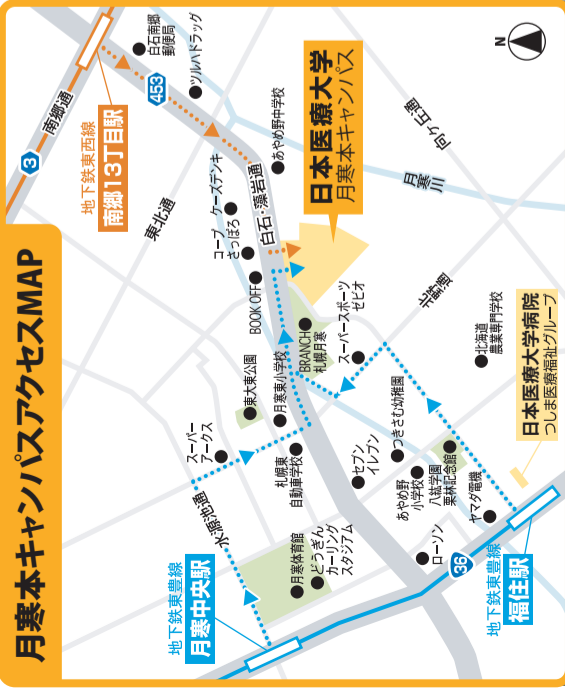 月寒本キャンパスアクセスMAP
N
3
南郷通
地下鉄東西線
南郷13丁目駅
白石南郷
郵便局
ツルハドラッグ
453
東北通
コープ
さっぽろ
ケーズデンキ
白石・藻岩通
あやめ野中学校
日本医療大学
月寒本キャンパス
月寒川
向ヶ丘通
BOOK OFF
BRANCH
札幌月寒
スーパースポーツ
ゼビオ
北野通
東大東公園
月寒東小学校
スーパー
アークス
札幌東
自動車学校
水源池通
セブン
イレブン
つきさむ幼稚園
あやめ野
小学校
八紘学園
栗林記念館
ヤマダ電機
北海道
農業専門学校
日本医療大学病院
つしま医療福祉グループ
月寒体育館
どうぎん
カーリング
スタジアム
ローソン
36
地下鉄東豊線
月寒中央駅
地下鉄東豊線
福住駅